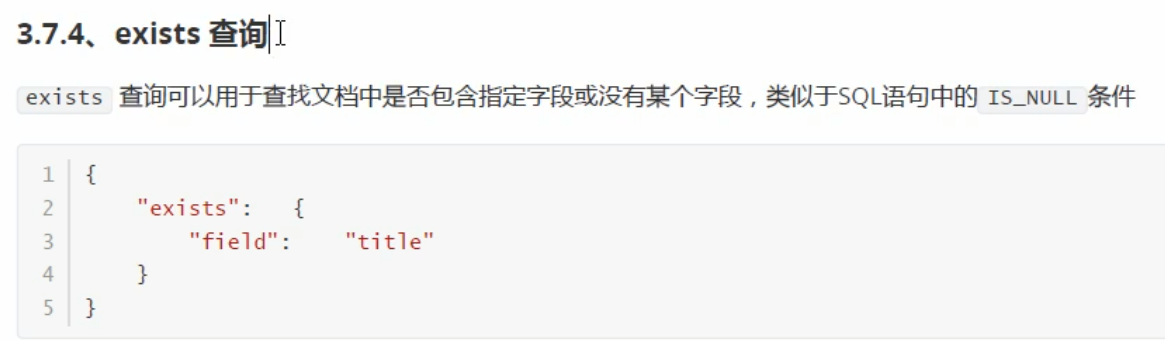 3.7.4、exists 查询
exists 查询可以用于查找文档中是否包含指定字段或没有某个字段，类似于SQL语句中的 IS_NULL 条件
1 {
2 "exists": {
3 "field": "title"
4 }
5 }